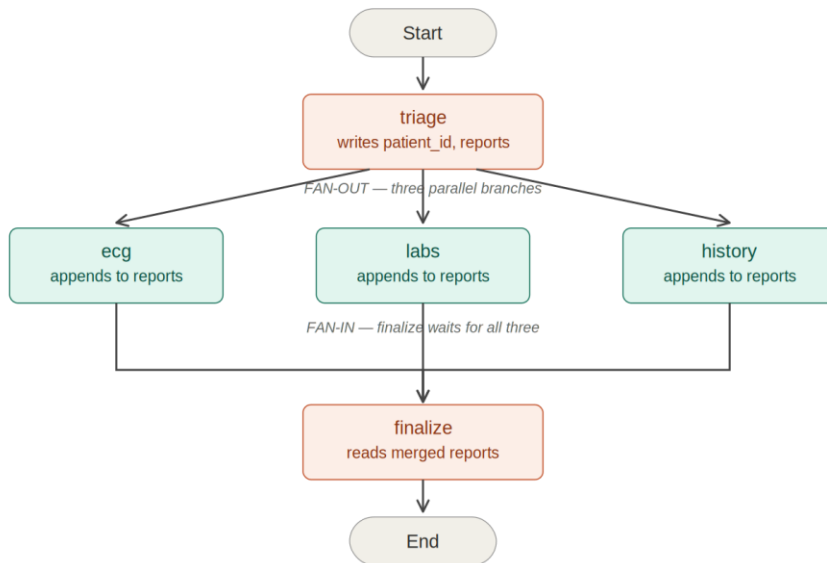 Start
triage
writes patient_id, reports
FAN-OUT — three parallel branches
ecg
appends to reports
labs
appends to reports
history
appends to reports
FAN-IN — finalize waits for all three
finalize
reads merged reports
End